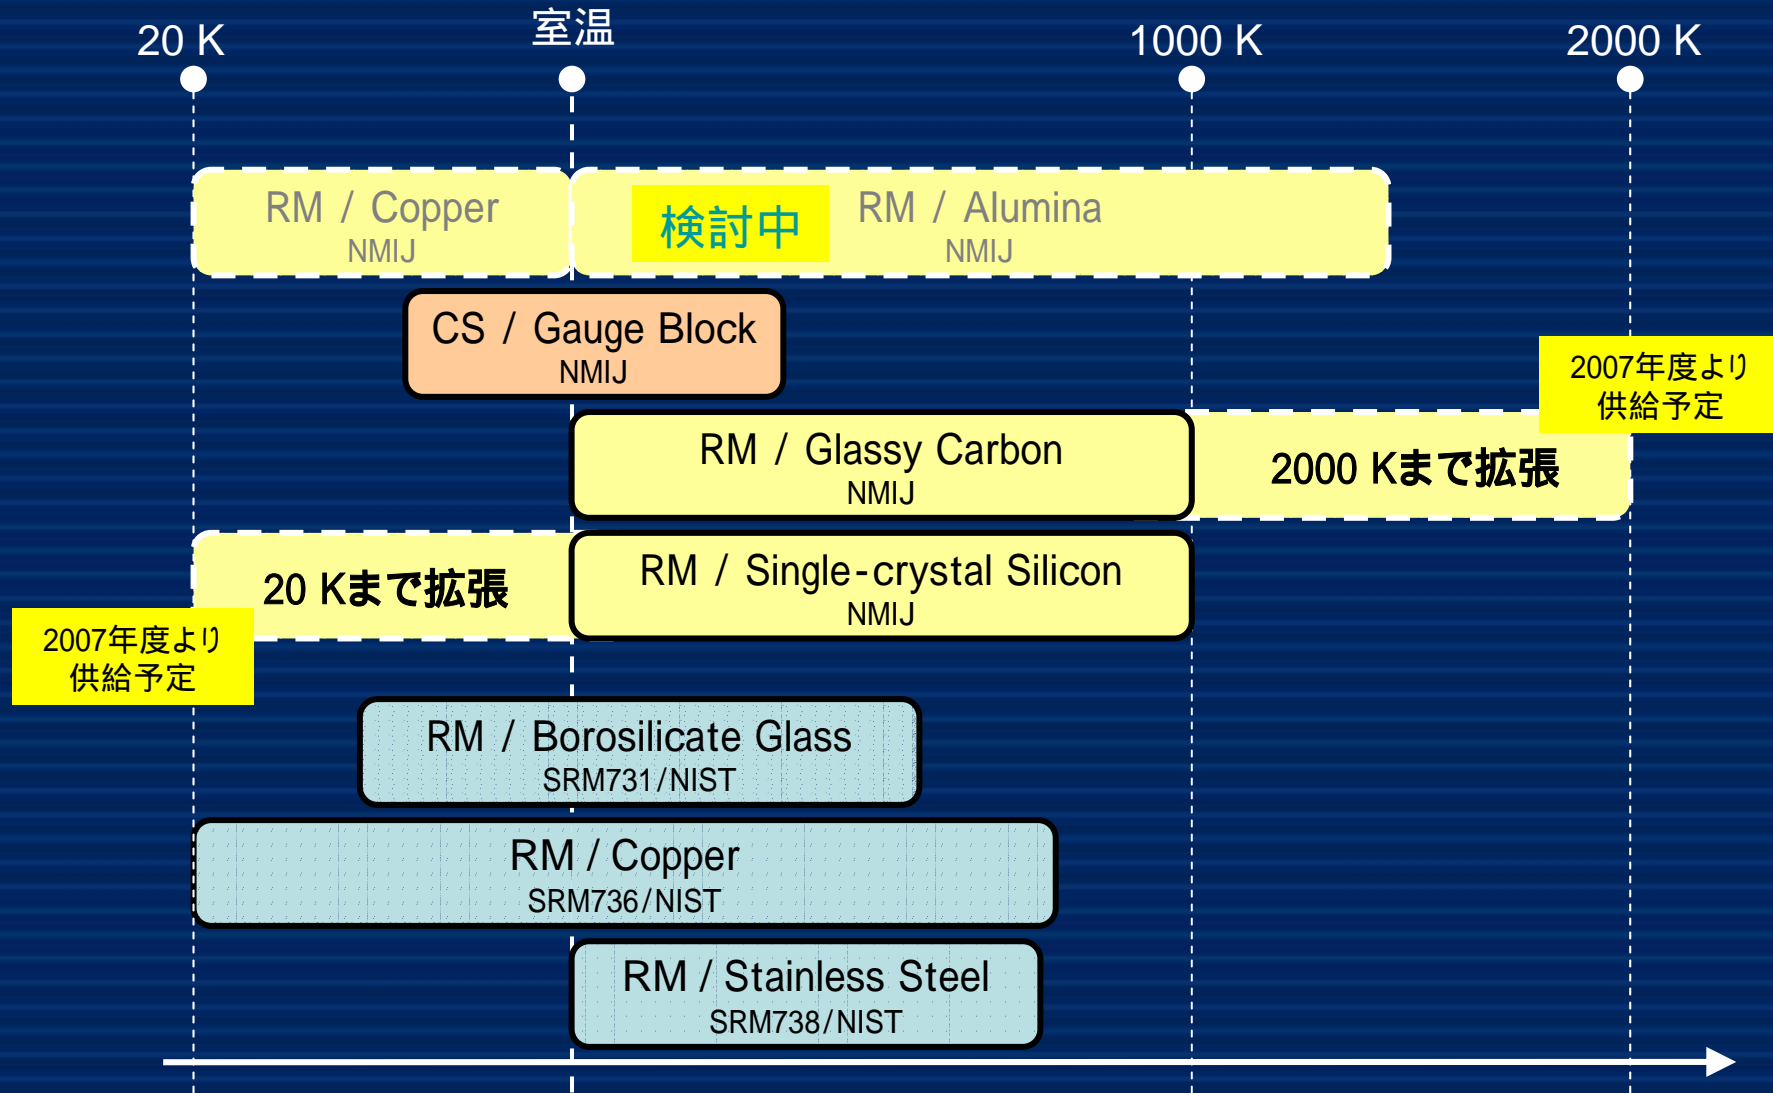 20 K
室温
1000 K
2000 K
RM / Copper
NMIJ
検討中
RM / Alumina
NMIJ
CS / Gauge Block
NMIJ
2007年度より
供給予定
RM / Glassy Carbon
NMIJ
2000 Kまで拡張
20 Kまで拡張
RM / Single-crystal Silicon
NMIJ
2007年度より
供給予定
RM / Borosilicate Glass
SRM731/NIST
RM / Copper
SRM736/NIST
RM / Stainless Steel
SRM738/NIST